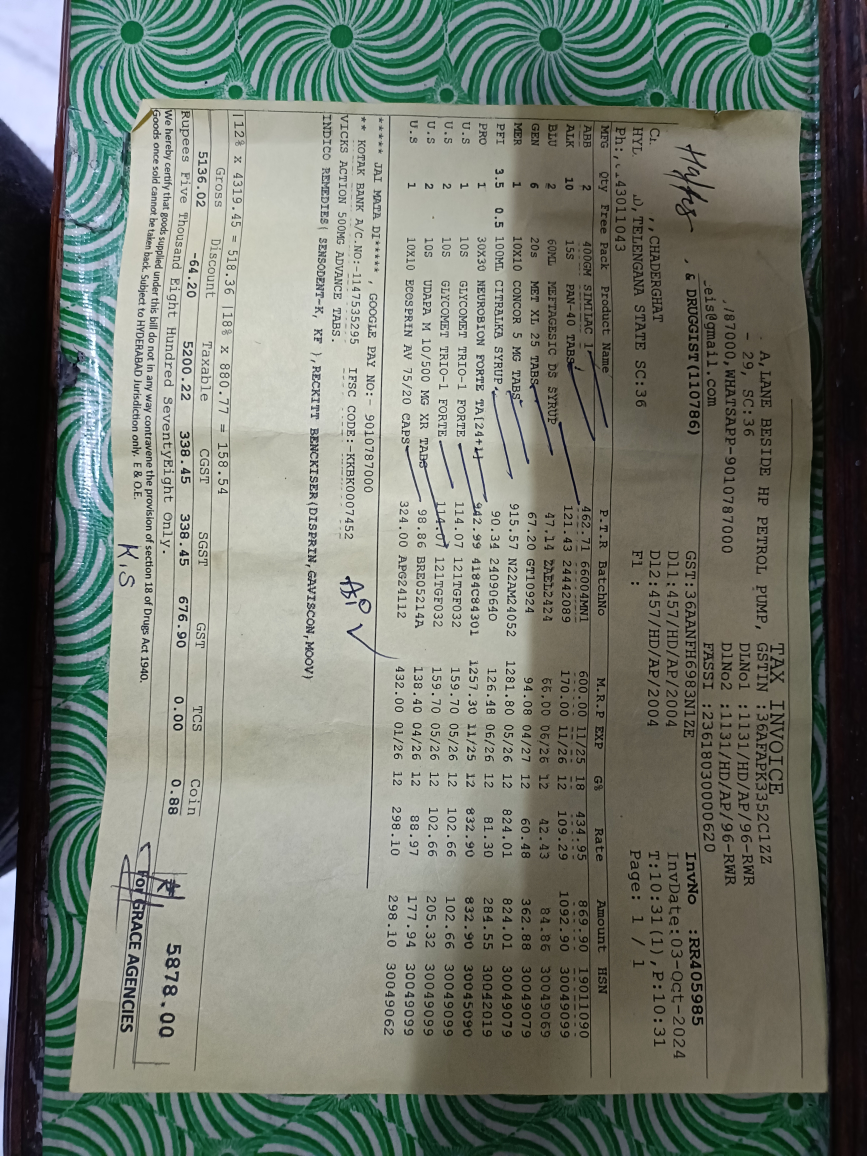 TAX INVOICE
A,LANE BESIDE HP PETROL PUMP, GSTIN :36AFAPK3352C1ZZ
- 29, SC:36 DlNo1 :1131/HD/AP/96-RWR
/87000,WHATSAPP-9010787000 DlNo2 :1131/HD/AP/96-RWR
eis@gmail.com FASSI :23618030000620
, & DRUGGIST(110786) GST:36AANFH6983N1ZE InvNo :RR405985
D11:457/HD/AP/2004 InvDate:03-Oct-2024
,,CHADERGHAT D12:457/HD/AP/2004 T:10:31(1),P:10:31
HYL D,TELENGANA STATE SC:36 F1 : Page: 1 / 1
Ph: 43011043
MFG Qty Free Pack Product Name P.T.R BatchNo M.R.P EXP G% Rate Amount HSN
ABB 2 400GM SIMILAC 1 462.71 66004MN1 600.00 11/25 18 434.95 869.90 19011090
ALK 10 15S PAN-40 TABS 121.43 24442089 170.00 11/26 12 109.29 1092.90 30049099
BLU 2 60ML MEFTAGESIC DS SYRUP 47.14 2424 66.00 06/26 12 42.43 84.86 30049069
GEN 6 20s MET XL 25 TABS 67.20 GT10924 94.08 04/27 12 60.48 362.88 30049079
MER 1 10X10 CONCOR 5 MG TABS 915.57 N22AM24052 1281.80 05/26 12 824.01 824.01 30049079
PFI 3.5 0.5 100ML CITRALKA SYRUP 90.34 24090640 126.48 06/26 12 81.30 284.55 30042019
PRO 1 30X30 NEUROBION FORTE TA[24+1] 942.99 4184C84301 1257.30 11/25 12 832.90 832.90 30045090
U.S 1 10S GLYCOMET TRIO-1 FORTE 114.07 121TGF032 159.70 05/26 12 102.66 102.66 30049099
U.S 2 10S GLYCOMET TRIO-1 FORTE 114.07 121TGF032 159.70 05/26 12 102.66 205.32 30049099
U.S 2 10S UDAPA M 10/500 MG XR TABS 98.86 BBE05214A 138.40 04/26 12 88.97 177.94 30049099
U.S 1 10X10 ECOSPRIN AV 75/20 CAPS 324.00 APG24112 432.00 01/26 12 298.10 298.10 30049062
***** JAI MATA DI***** , GOOGLE PAY NO:- 9010787000
** KOTAK BANK A/C.NO:-1147535295 IFSC CODE:-KKBK0007452
VICKS ACTION 500MG ADVANCE TABS.
INDICO REMEDIES( SENSODENT-K, KF ),RECKITT BENCKISER(DISPRIN,GAVISCON,MOOV)
|12% x 4319.45 = 518.36 |18% x 880.77 = 158.54
Gross Discount Taxable CGST SGST GST TCS Coin
5136.02 -64.20 5200.22 338.45 338.45 676.90 0.00 0.88 5878.00
Rupees Five Thousand Eight Hundred SeventyEight Only.
We hereby certify that goods supplied under this bill do not in any way contravene the provision of section 18 of Drugs Act 1940.
Goods once sold cannot be taken back. Subject to HYDERABAD Jurisdiction only. E & O.E.
K.S
For GRACE AGENCIES